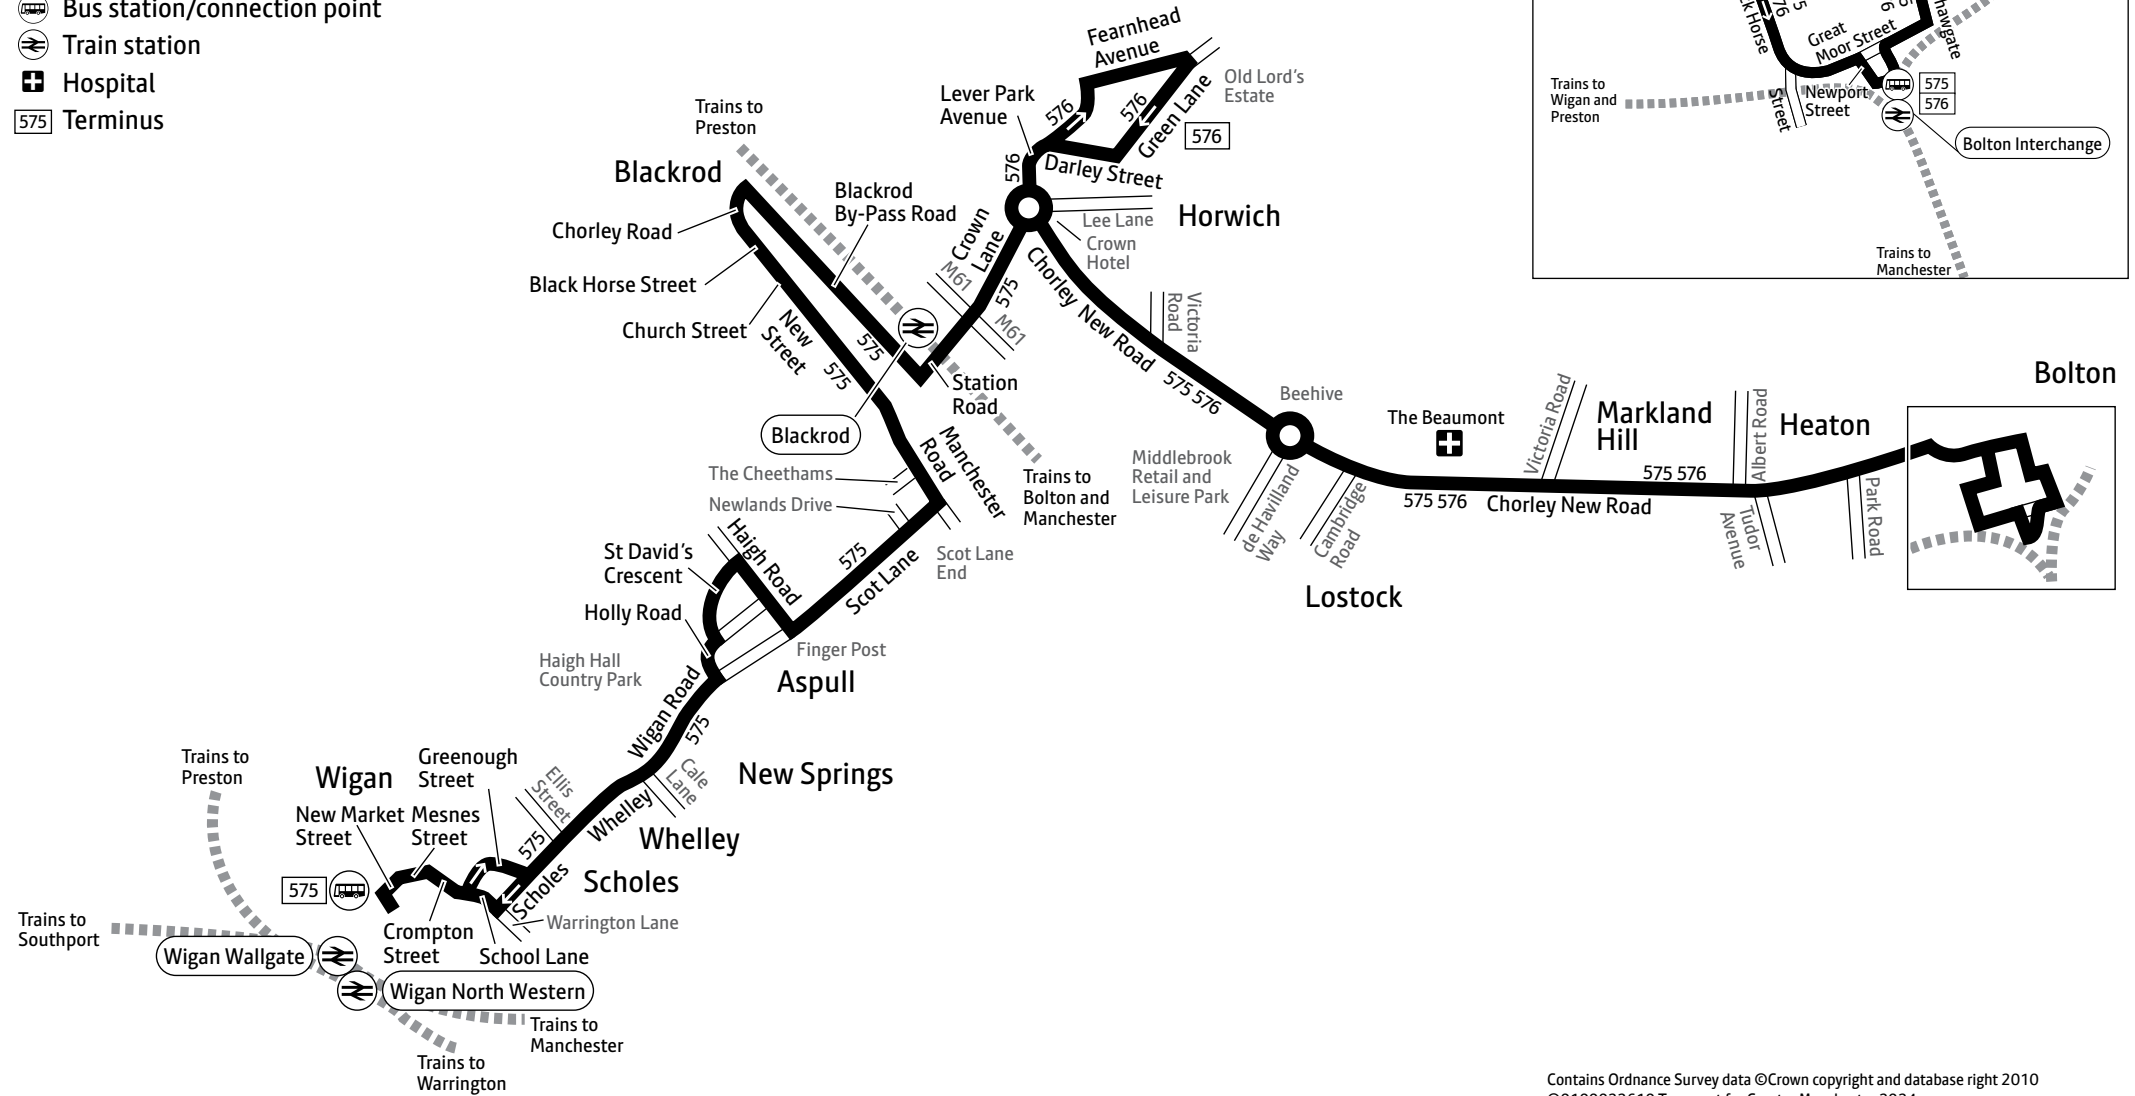 Bus station/connection point
Train station
Hospital
575
Terminus
Fearnhead
Avenue
Old Lord's
Estate
Lever Park
Avenue
576
576
Green Lane
576
576
Darley Street
Trains to
Preston
Blackrod
Blackrod
By-Pass Road
Chorley Road
Black Horse Street
Church Street
New
Street
575
575
Crown
Lane
M61
M61
575
Lee Lane
Crown
Hotel
Horwich
Station
Road
Blackrod
Chorley New Road
575 576
Victoria
Road
Beehive
The Beaumont
Victoria Road
Markland
Hill
Albert Road
Heaton
Bolton
575 576
575 576
Chorley New Road
Tudor
Avenue
Park Road
Middlebrook
Retail and
Leisure Park
de Havilland
Way
Cambridge
Road
Lostock
Manchester
Road
Trains to
Bolton and
Manchester
The Cheethams
Newlands Drive
Scot Lane
End
575
Scot Lane
Haigh Road
St David's
Crescent
Holly Road
Finger Post
Aspull
Haigh Hall
Country Park
Wigan Road
575
Cale
Lane
New Springs
Whelley
Whelley
Ellis
Street
575
Scholes
Scholes
Warrington Lane
Trains to
Preston
Wigan
Greenough
Street
New Market
Street
Mesnes
Street
575
Crompton
Street
School Lane
Trains to
Southport
Wigan Wallgate
Wigan North Western
Trains to
Manchester
Trains to
Warrington
Great
Moor Street
Trains to
Wigan and
Preston
Street
Newport
Street
575
576
Bolton Interchange
Trains to
Manchester
Contains Ordnance Survey data ©Crown copyright and database right 2010